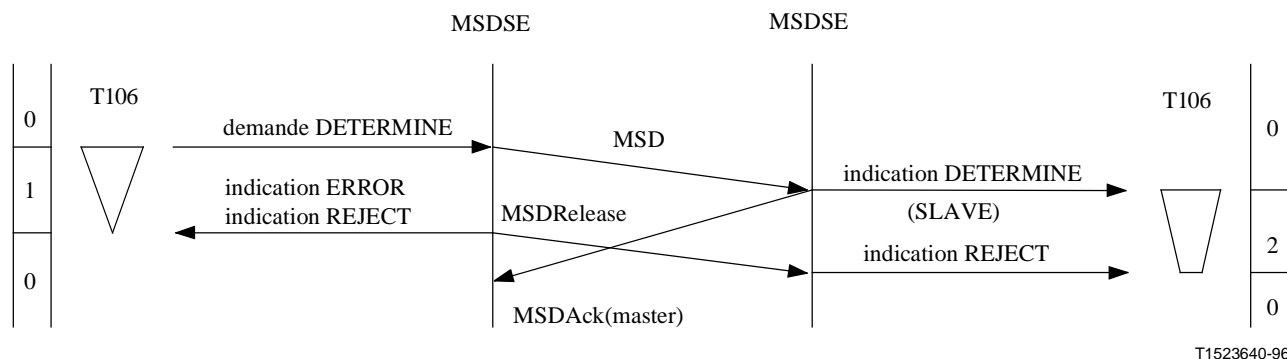 MSDSE
MSDSE
T106
T106
0
demande DETERMINE
MSD
0
1
indication ERROR
indication REJECT
MSDRelease
indication DETERMINE
(SLAVE)
2
0
indication REJECT
MSDAck(master)
0
T1523640-96